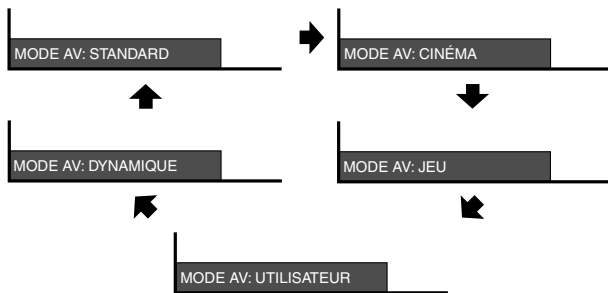 MODE AV: STANDARD
MODE AV: CINÉMA
MODE AV: DYNAMIQUE
MODE AV: JEU
MODE AV: UTILISATEUR